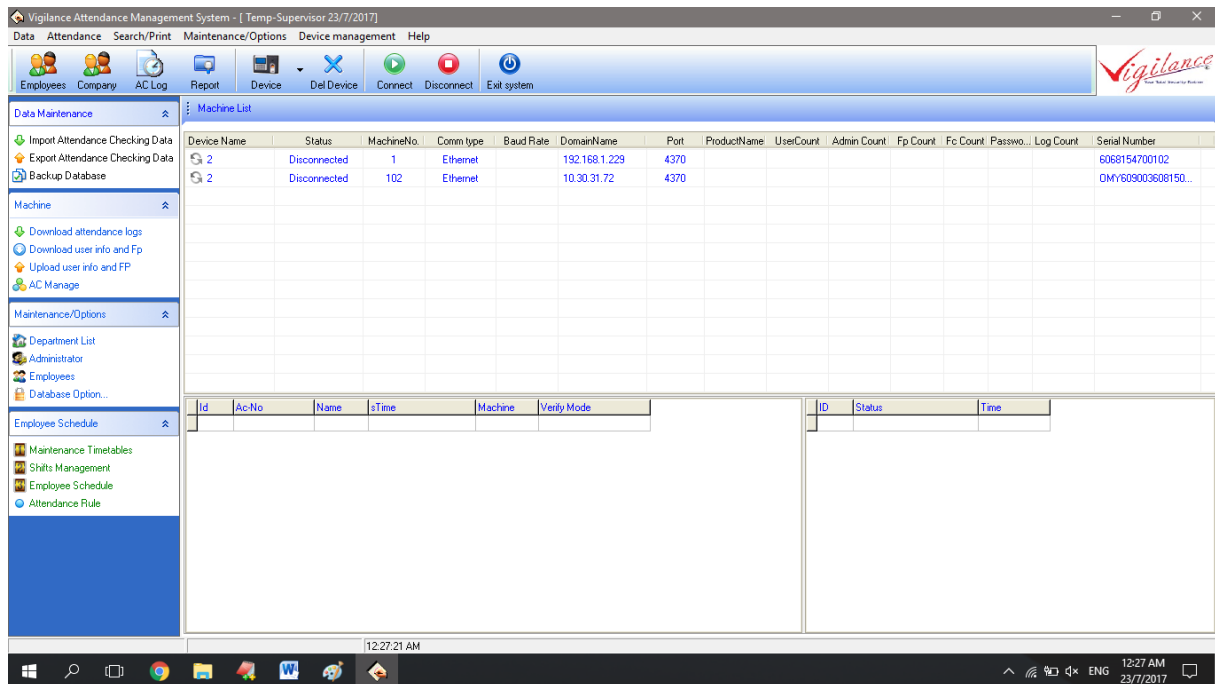 Vigilance Attendance Management System - [ Temp-Supervisor 23/7/2017]
Data Attendance Search/Print Maintenance/Options Device management Help
Employees Company AC Log Report Device Del Device Connect Disconnect Exit system
Vigilance
Data Maintenance
Import Attendance Checking Data
Export Attendance Checking Data
Backup Database
Machine
Download attendance logs
Download user info and Fp
Upload user info and FP
AC Manage
Maintenance/Options
Department List
Administrator
Employees
Database Option...
Employee Schedule
Maintenance Timetables
Shifts Management
Employee Schedule
Attendance Rule
Machine List
Device Name Status MachineNo. Comm type Baud Rate DomainName Port ProductName UserCount Admin Count Fp Count Fc Count Passwo... Log Count Serial Number
2 Disconnected 1 Ethernet 192.168.1.229 4370 6068154700102
2 Disconnected 102 Ethernet 10.30.31.72 4370 OMY609003608150...
Id Ac-No Name sTime Machine Verify Mode
ID Status Time
12:27:21 AM
ENG 12:27 AM
23/7/2017